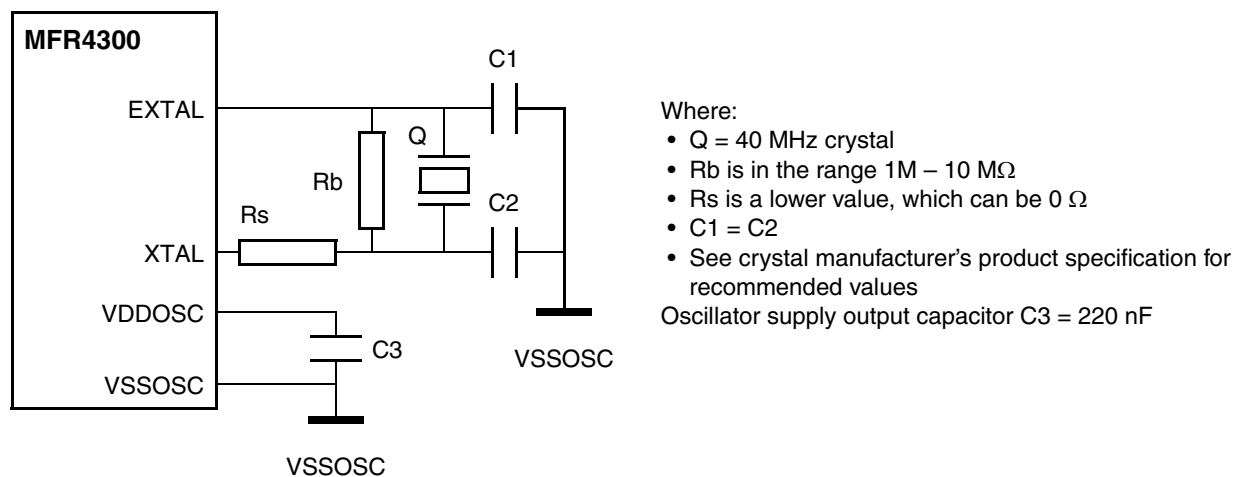 MFR4300
EXTAL
XTAL
VDDOSC
VSSOSC
C1
Q
Rb
C2
Rs
C3
VSSOSC
VSSOSC
Where:
• Q = 40 MHz crystal
• Rb is in the range 1M – 10 MΩ
• Rs is a lower value, which can be 0 Ω
• C1 = C2
• See crystal manufacturer’s product specification for
recommended values
Oscillator supply output capacitor C3 = 220 nF